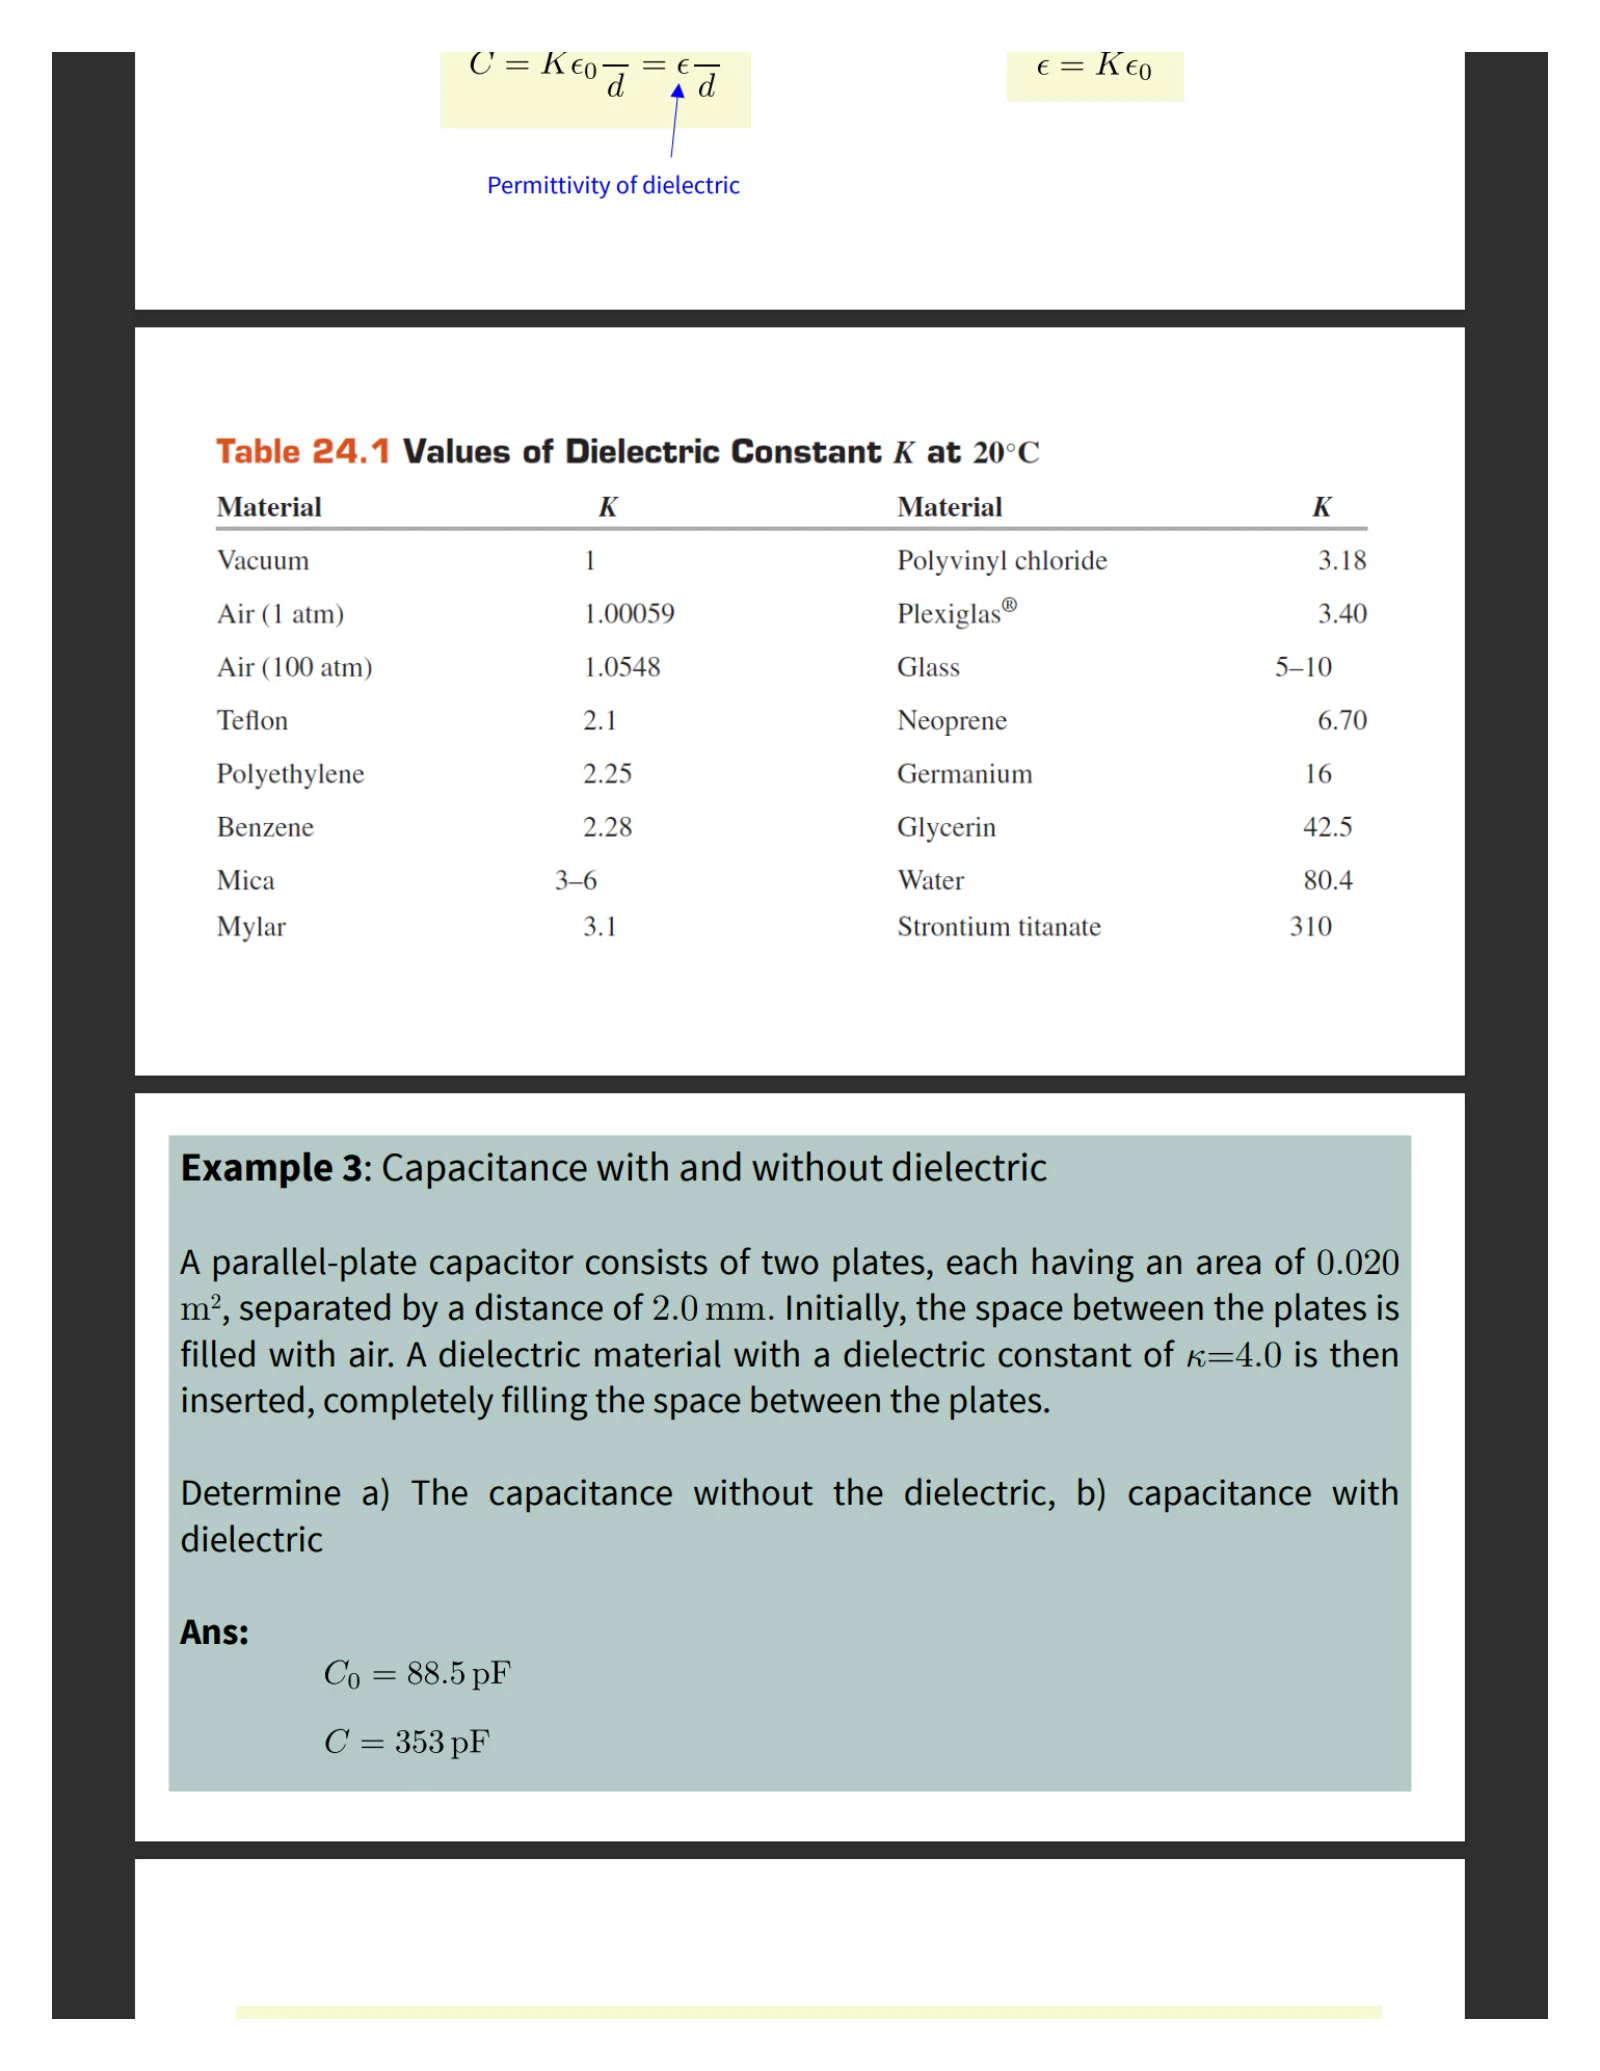 C = Kϵ₀ —/d = ϵ —/d
ϵ = Kϵ₀
Permittivity of dielectric
Table 24.1 Values of Dielectric Constant K at 20°C
Material K Material K
Vacuum 1 Polyvinyl chloride 3.18
Air (1 atm) 1.00059 Plexiglas® 3.40
Air (100 atm) 1.0548 Glass 5–10
Teflon 2.1 Neoprene 6.70
Polyethylene 2.25 Germanium 16
Benzene 2.28 Glycerin 42.5
Mica 3–6 Water 80.4
Mylar 3.1 Strontium titanate 310
Example 3: Capacitance with and without dielectric
A parallel-plate capacitor consists of two plates, each having an area of 0.020
m², separated by a distance of 2.0 mm. Initially, the space between the plates is
filled with air. A dielectric material with a dielectric constant of κ=4.0 is then
inserted, completely filling the space between the plates.
Determine a) The capacitance without the dielectric, b) capacitance with
dielectric
Ans:
C₀ = 88.5 pF
C = 353 pF